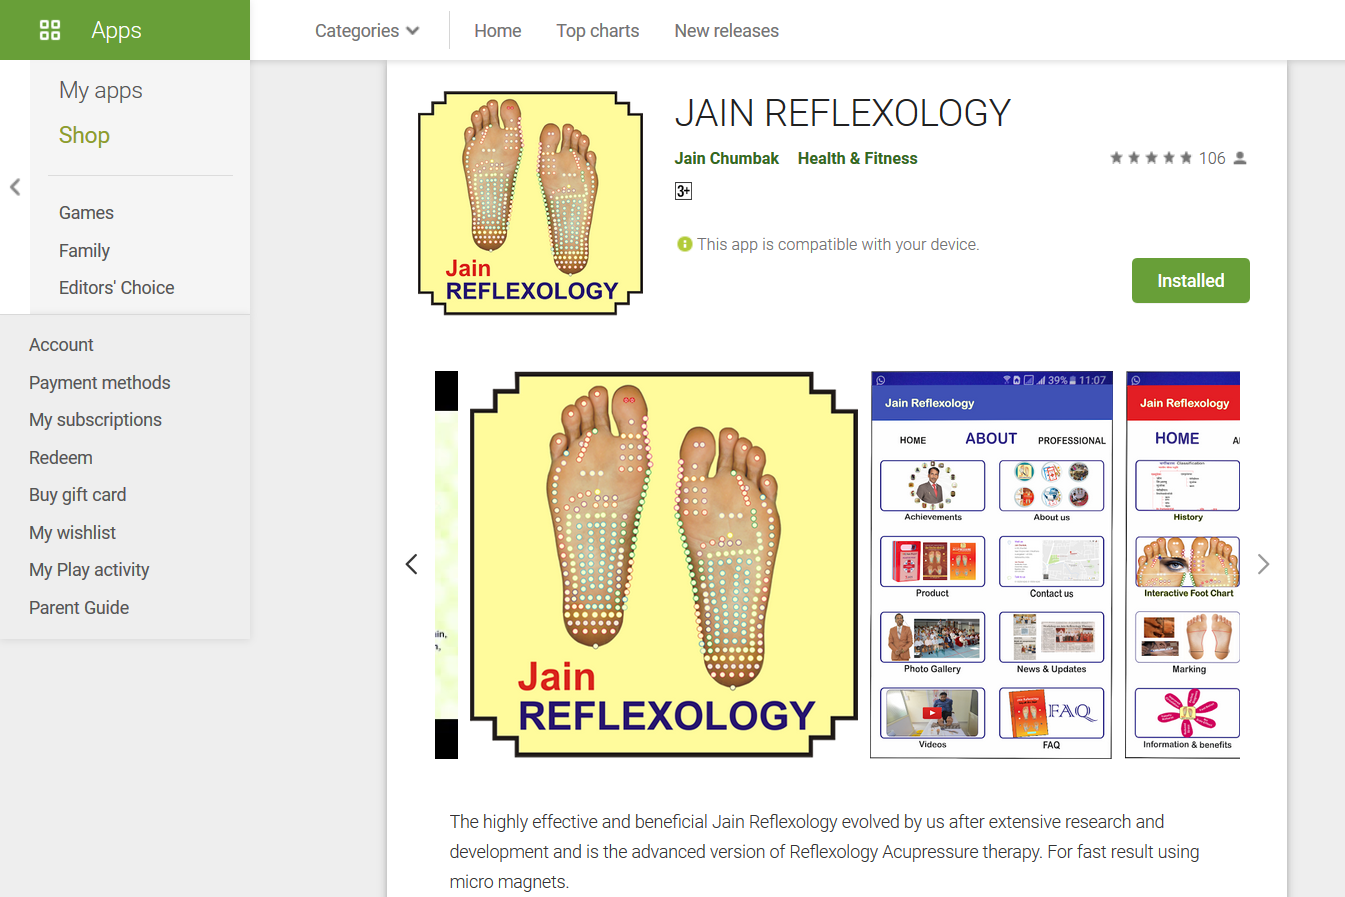 Apps
Categories
Home
Top charts
New releases
My apps
Shop
Games
Family
Editors' Choice
Account
Payment methods
My subscriptions
Redeem
Buy gift card
My wishlist
My Play activity
Parent Guide
Jain
REFLEXOLOGY
JAIN REFLEXOLOGY
Jain Chumbak
Health & Fitness
106
3+
This app is compatible with your device.
Installed
Jain
REFLEXOLOGY
39%
11:07
Jain Reflexology
HOME
ABOUT
PROFESSIONAL
Achievements
About us
Product
Contact us
Photo Gallery
News & Updates
Videos
FAQ
FAQ
Jain Reflexology
HOME
History
Interactive Foot Chart
Marking
Information & benefits
The highly effective and beneficial Jain Reflexology evolved by us after extensive research and
development and is the advanced version of Reflexology Acupressure therapy. For fast result using
micro magnets.